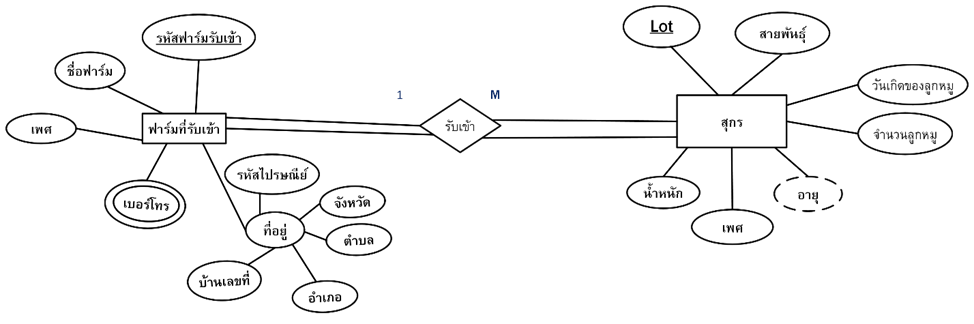 รหัสฟาร์มรับเข้า
Lot
สายพันธุ์
ชื่อฟาร์ม
วันเกิดของลูกหมู
1
M
เพศ
ฟาร์มที่รับเข้า
รับเข้า
สุกร
จำนวนลูกหมู
รหัสไปรษณีย์
เบอร์โทร
จังหวัด
น้ำหนัก
อายุ
ที่อยู่
ตำบล
เพศ
บ้านเลขที่
อำเภอ